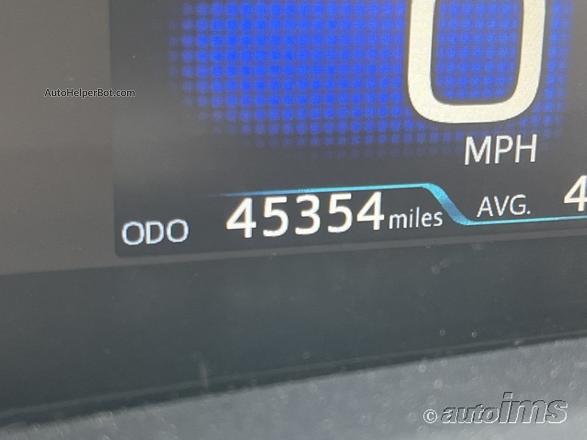 AutoHelperBot.com
0
MPH
ODO 45354 miles AVG. 4
© autoims